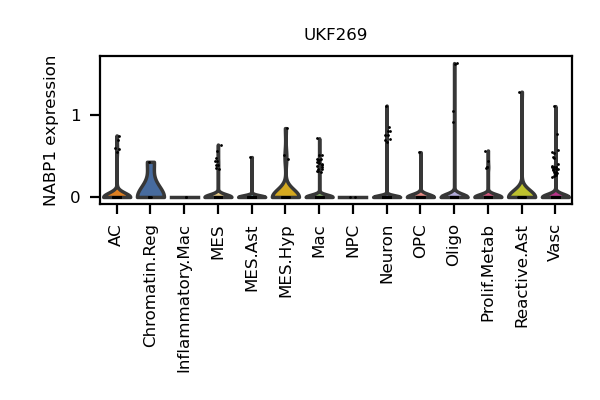 UKF269
NABP1 expression
1
0
AC
Chromatin.Reg
Inflammatory.Mac
MES
MES.Ast
MES.Hyp
Mac
NPC
Neuron
OPC
Oligo
Prolif.Metab
Reactive.Ast
Vasc